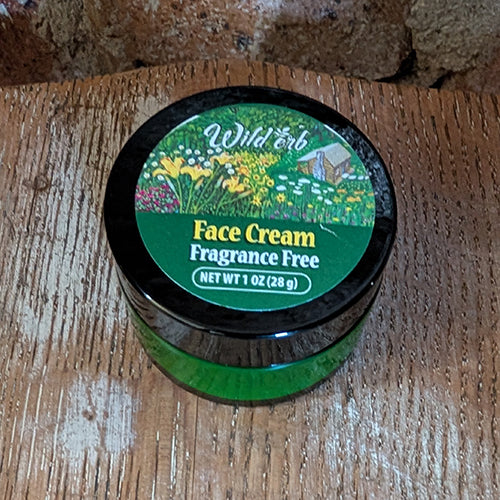 Wild erb
Face Cream
Fragrance Free
NET WT 1 OZ (28 g)